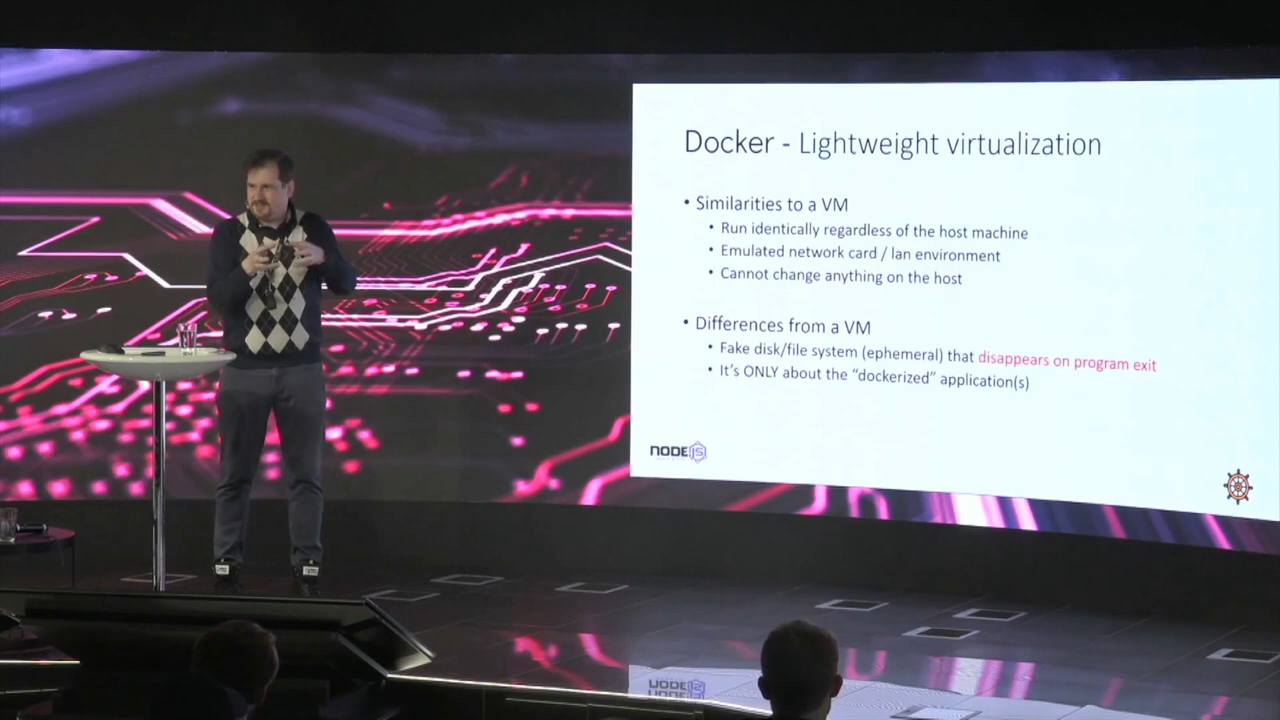 Docker - Lightweight virtualization
• Similarities to a VM
• Run identically regardless of the host machine
• Emulated network card / lan environment
• Cannot change anything on the host
• Differences from a VM
• Fake disk/file system (ephemeral) that disappears on program exit
• It's ONLY about the “dockerized” application(s)
NODE JS